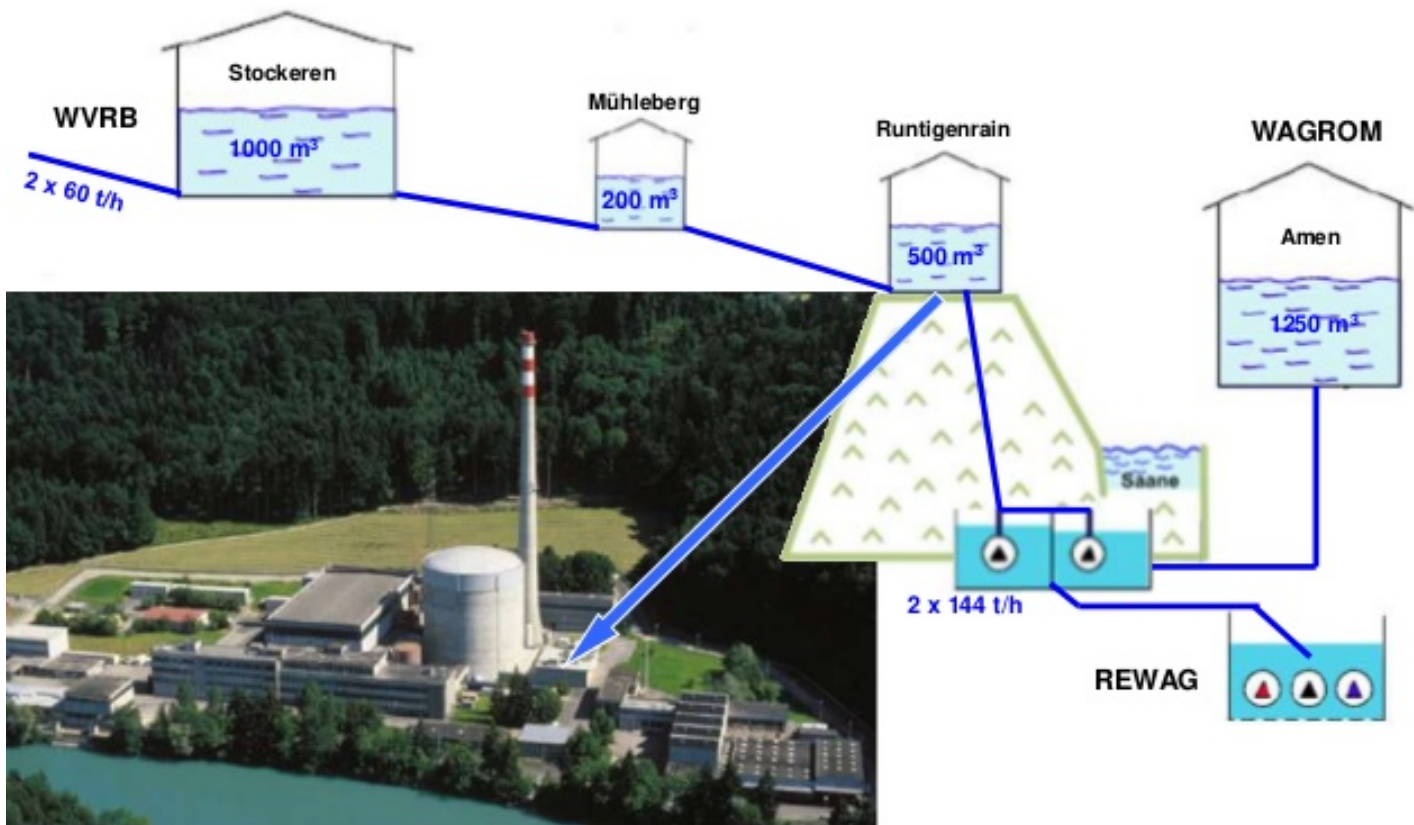 Stockeren
WVRB
1000 m³
2 x 60 t/h
Mühleberg
200 m³
Runtigenrain
500 m³
WAGROM
Amen
1250 m³
Saane
2 x 144 t/h
REWAG